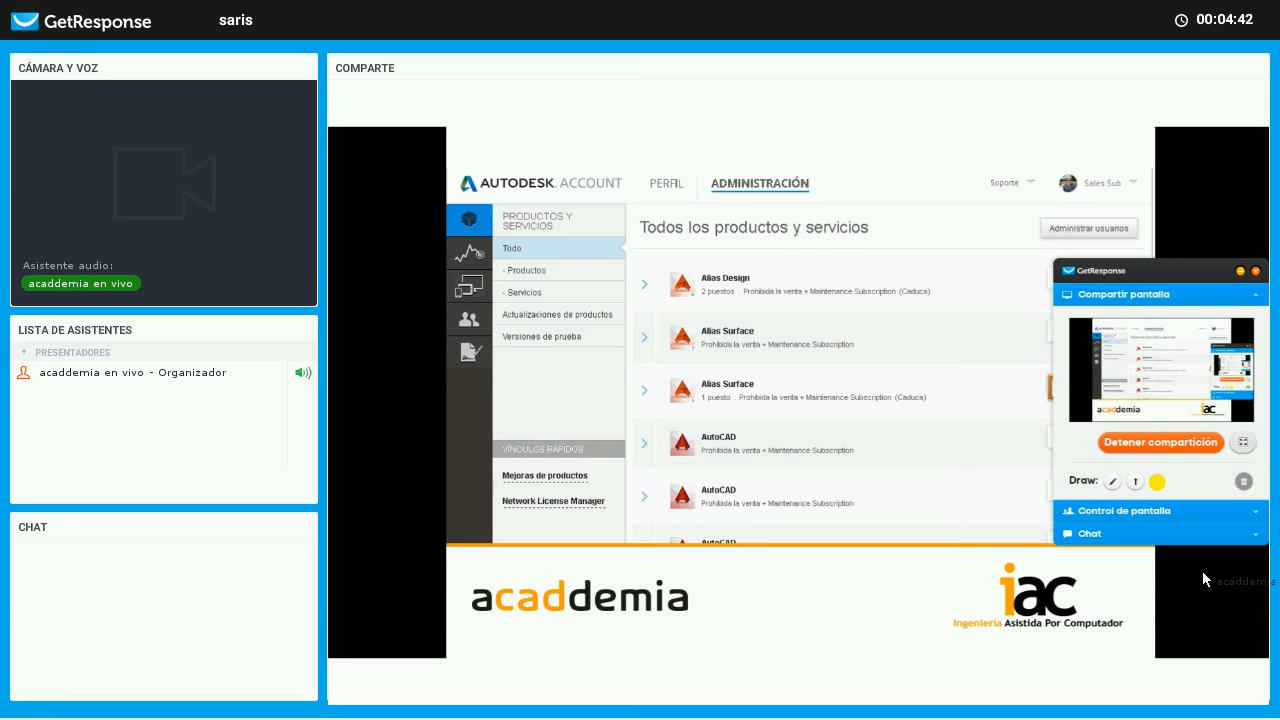 GetResponse
saris
00:04:42
CÁMARA Y VOZ
Asistente audio:
acaddemia en vivo
LISTA DE ASISTENTES
PRESENTADORES
acaddemia en vivo - Organizador
CHAT
COMPARTE
AUTODESK. ACCOUNT
PERFIL
ADMINISTRACIÓN
Soporte
Sales Sub
PRODUCTOS Y
SERVICIOS
Todo
- Productos
- Servicios
Actualizaciones de productos
Versiones de prueba
VÍNCULOS RÁPIDOS
Mejoras de productos
Network License Manager
Todos los productos y servicios
Administrar usuarios
Alias Design
2 puestos . Prohibida la venta + Maintenance Subscription (Caduca)
Alias Surface
Prohibida la venta + Maintenance Subscription
Alias Surface
1 puesto . Prohibida la venta + Maintenance Subscription (Caduca)
AutoCAD
Prohibida la venta + Maintenance Subscription
AutoCAD
Prohibida la venta + Maintenance Subscription
AutoCAD
GetResponse
Compartir pantalla
acaddemia
iac
Detener compartición
Draw:
Control de pantalla
Chat
acaddemia
iac
Ingeniería Asistida Por Computador